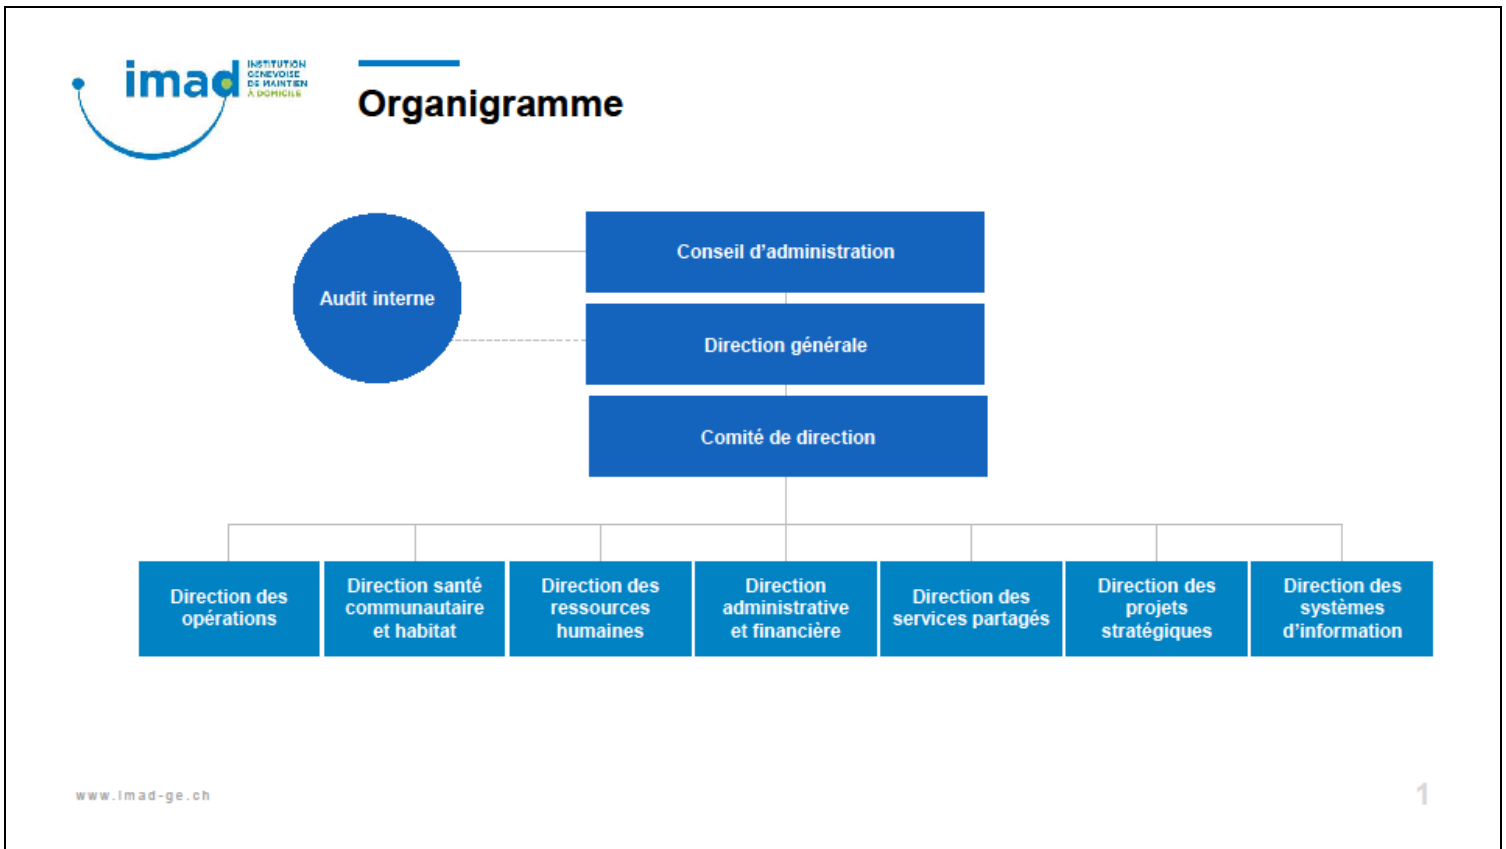 imad
INSTITUTION
GENEVOISE
DE MAINTIEN
À DOMICILE
Organigramme
Conseil d'administration
Audit interne
Direction générale
Comité de direction
Direction des
opérations
Direction santé
communautaire
et habitat
Direction des
ressources
humaines
Direction
administrative
et financière
Direction des
services partagés
Direction des
projets
stratégiques
Direction des
systèmes
d'information
www.imad-ge.ch
1